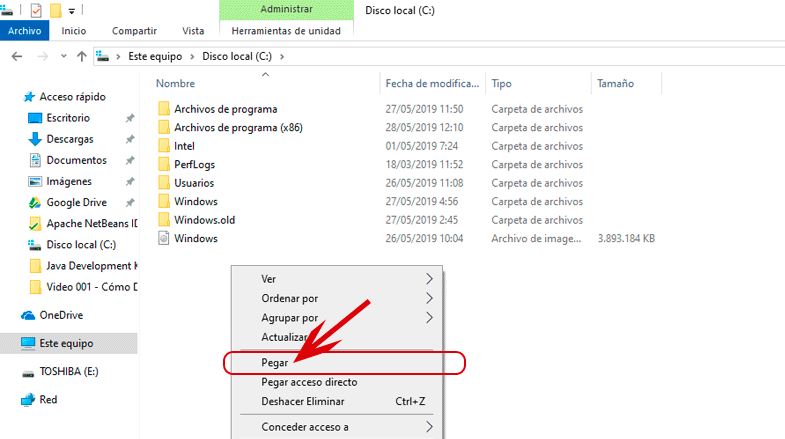 Administrar
Disco local (C:)
Archivo Inicio Compartir Vista Herramientas de unidad
Este equipo Disco local (C:)
Nombre Fecha de modifica... Tipo Tamaño
Acceso rápido
Escritorio
Descargas
Documentos
Imágenes
Google Drive
Apache NetBeans ID
Disco local (C:)
Java Development K
Video 001 - Cómo D
OneDrive
Este equipo
TOSHIBA (E:)
Red
Archivos de programa 27/05/2019 11:50 Carpeta de archivos
Archivos de programa (x86) 28/05/2019 12:10 Carpeta de archivos
Intel 01/05/2019 7:24 Carpeta de archivos
PerfLogs 18/03/2019 11:52 Carpeta de archivos
Usuarios 26/05/2019 11:08 Carpeta de archivos
Windows 27/05/2019 4:56 Carpeta de archivos
Windows.old 27/05/2019 2:45 Carpeta de archivos
Windows 26/05/2019 10:04 Archivo de image... 3.893.184 KB
Ver
Ordenar por
Agrupar por
Actualizar
Pegar
Pegar acceso directo
Deshacer Eliminar Ctrl+Z
Conceder acceso a